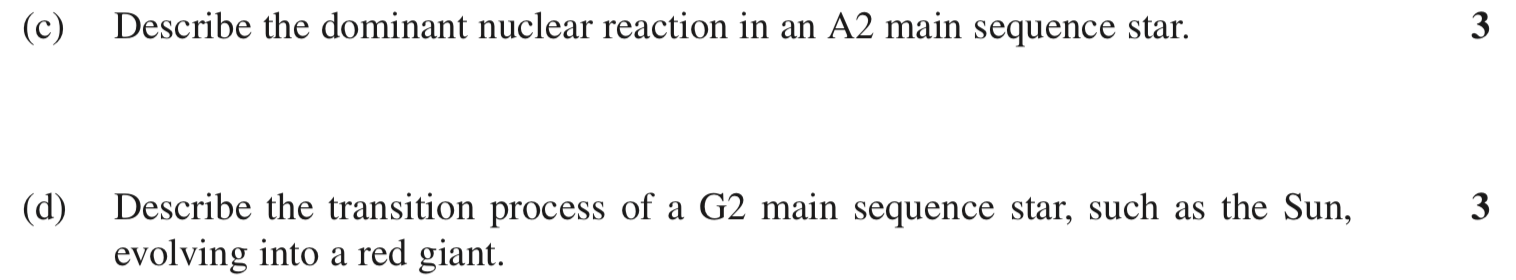 (c) Describe the dominant nuclear reaction in an A2 main sequence star. 3
(d) Describe the transition process of a G2 main sequence star, such as the Sun, 3
evolving into a red giant.